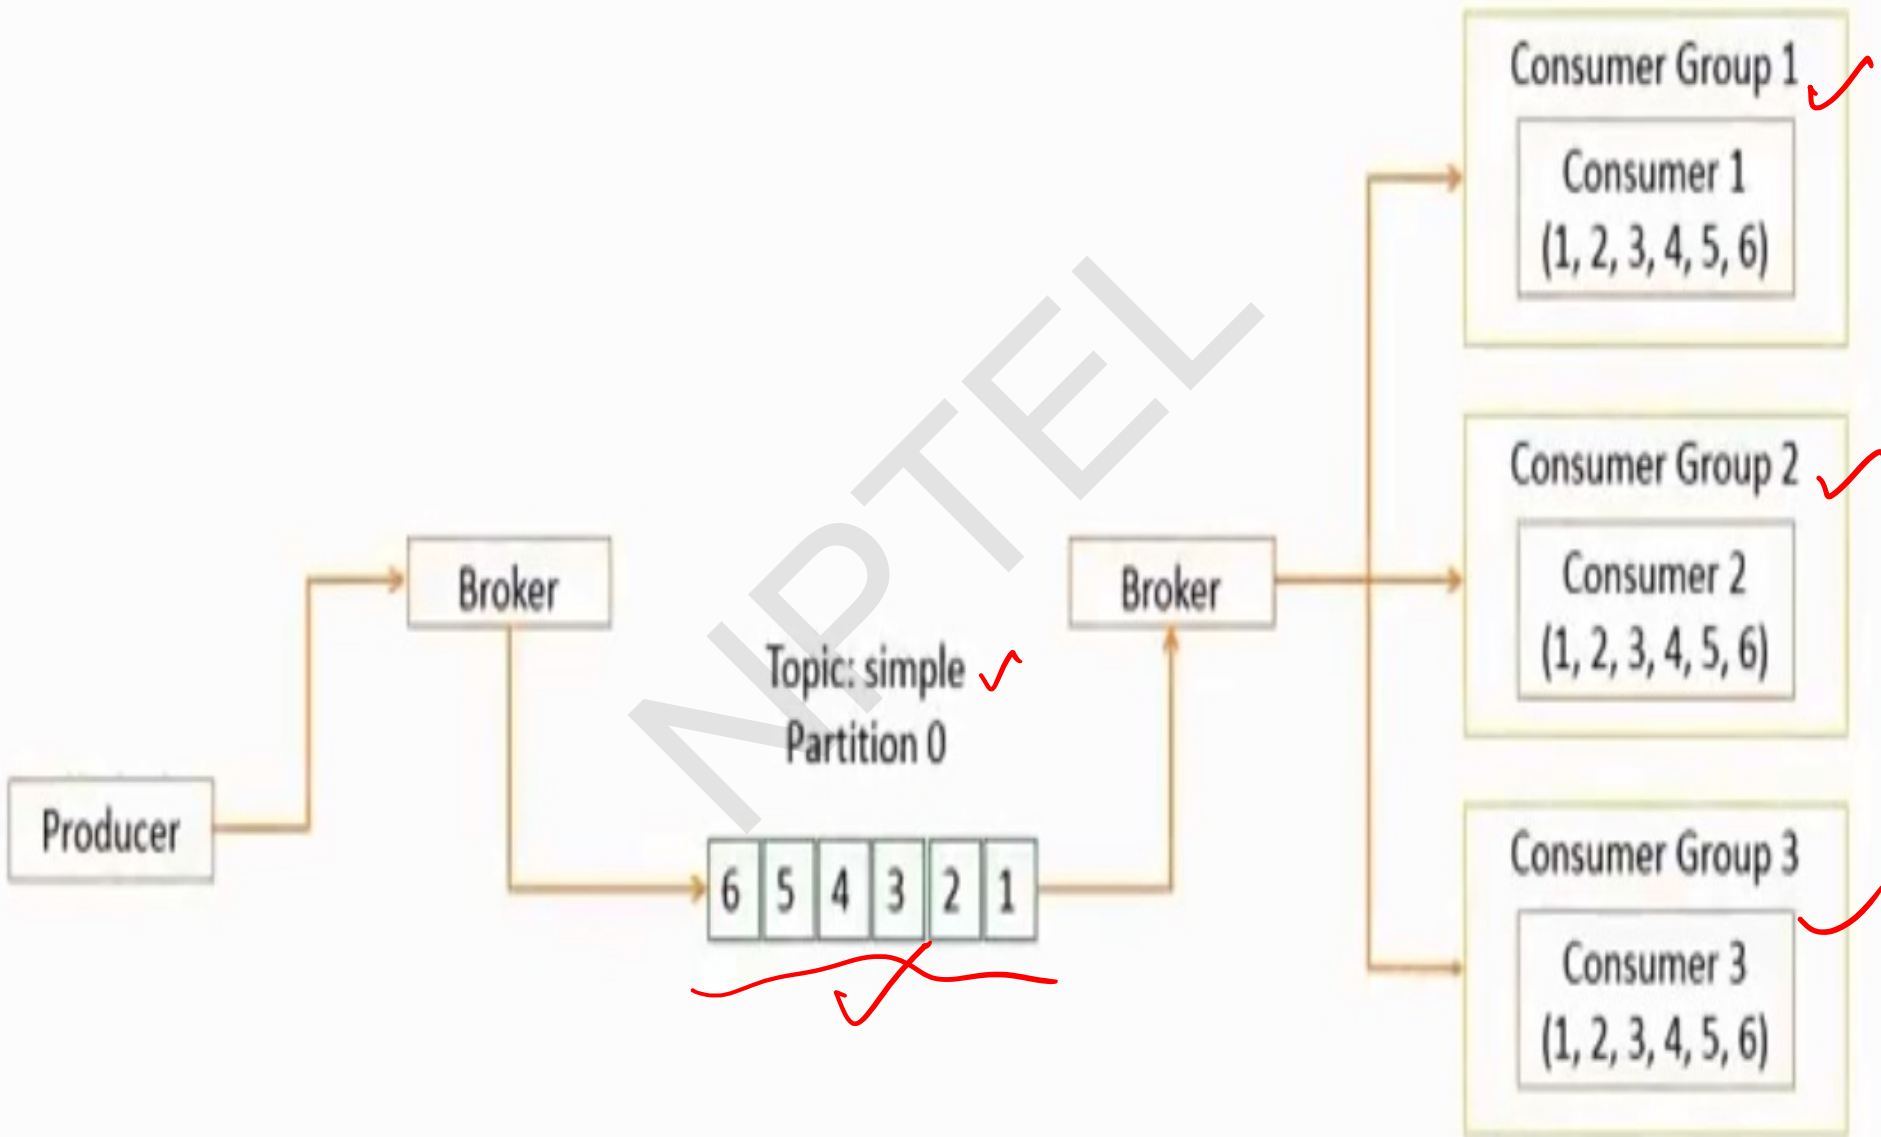 Consumer Group 1
Consumer 1
(1, 2, 3, 4, 5, 6)
Consumer Group 2
Consumer 2
(1, 2, 3, 4, 5, 6)
Consumer Group 3
Consumer 3
(1, 2, 3, 4, 5, 6)
Broker
Broker
Topic: simple
Partition 0
Producer
6 5 4 3 2 1
NPTEL